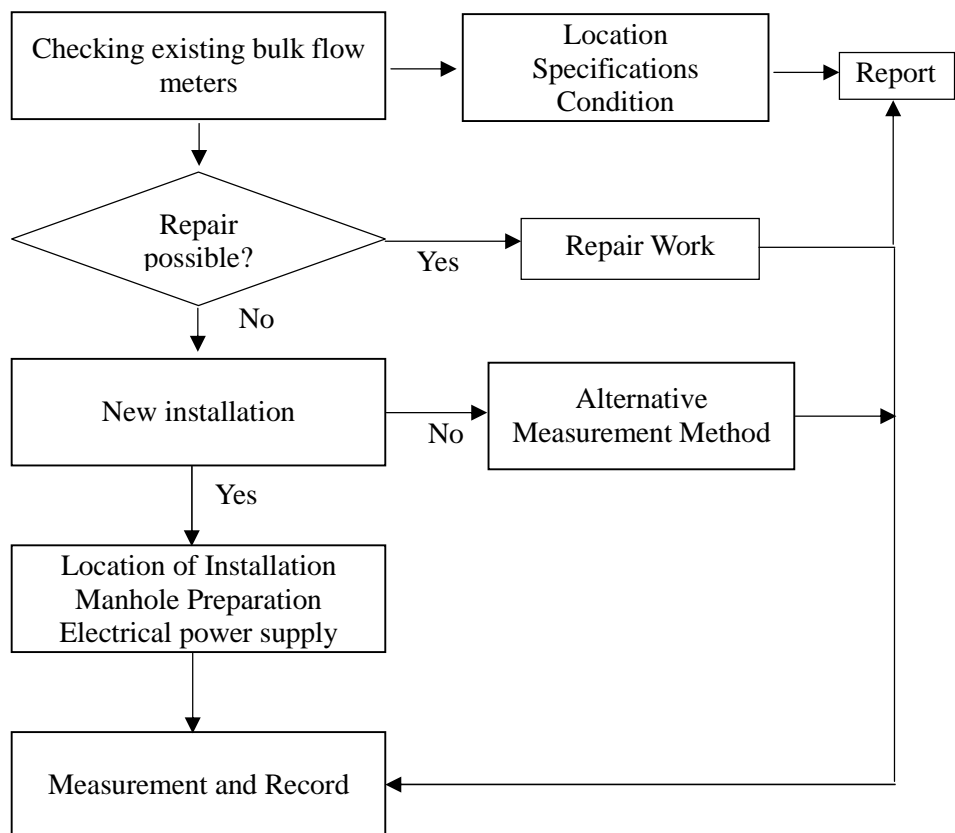 Checking existing bulk flow
meters
Location
Specifications
Condition
Report
Repair
possible?
Yes
Repair Work
No
New installation
No
Alternative
Measurement Method
Yes
Location of Installation
Manhole Preparation
Electrical power supply
Measurement and Record